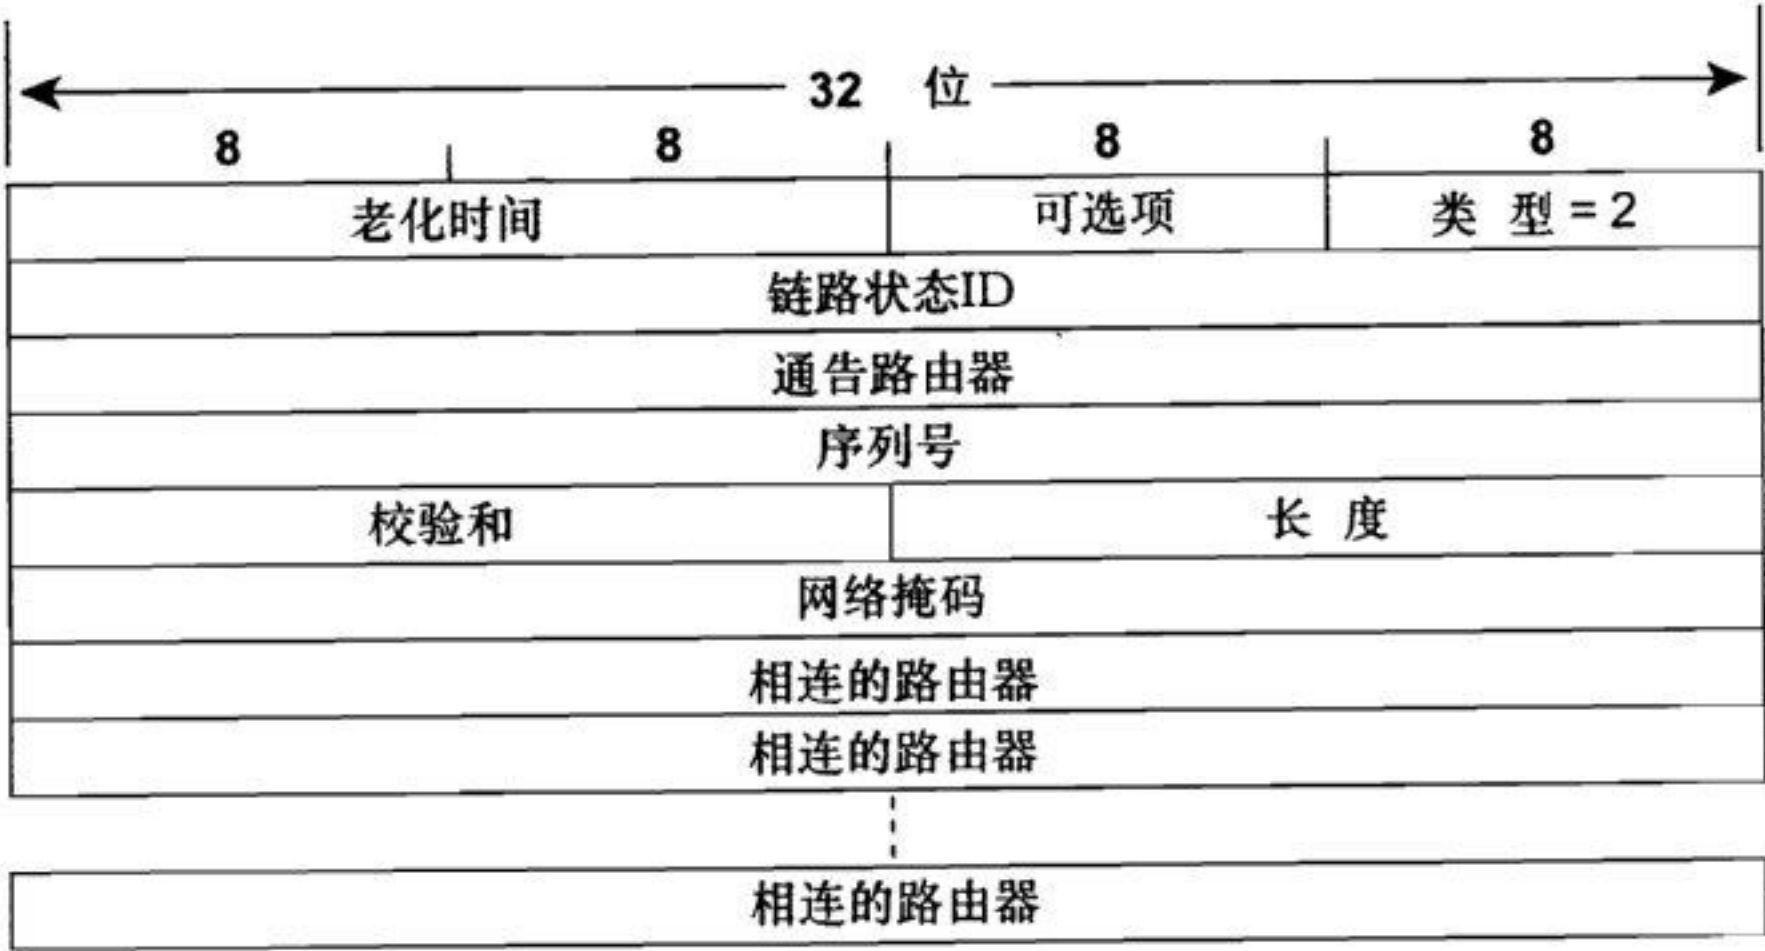 32 位
8 8 8 8
老化时间 可选项 类 型 = 2
链路状态ID
通告路由器
序列号
校验和 长 度
网络掩码
相连的路由器
相连的路由器
相连的路由器